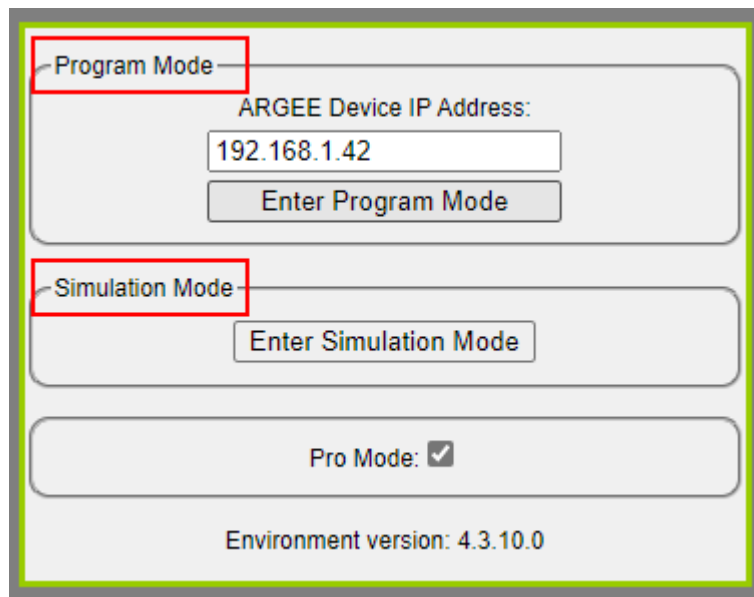 Program Mode
ARGEE Device IP Address:
192.168.1.42
Enter Program Mode
Simulation Mode
Enter Simulation Mode
Pro Mode:
Environment version: 4.3.10.0